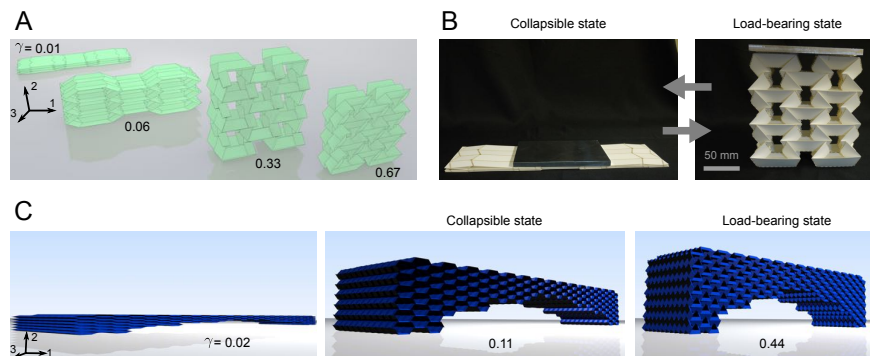 A
γ = 0.01
2
3
1
0.06
0.33
0.67
B
Collapsible state
Load-bearing state
50 mm
C
Collapsible state
Load-bearing state
3
2
1
γ = 0.02
0.11
0.44